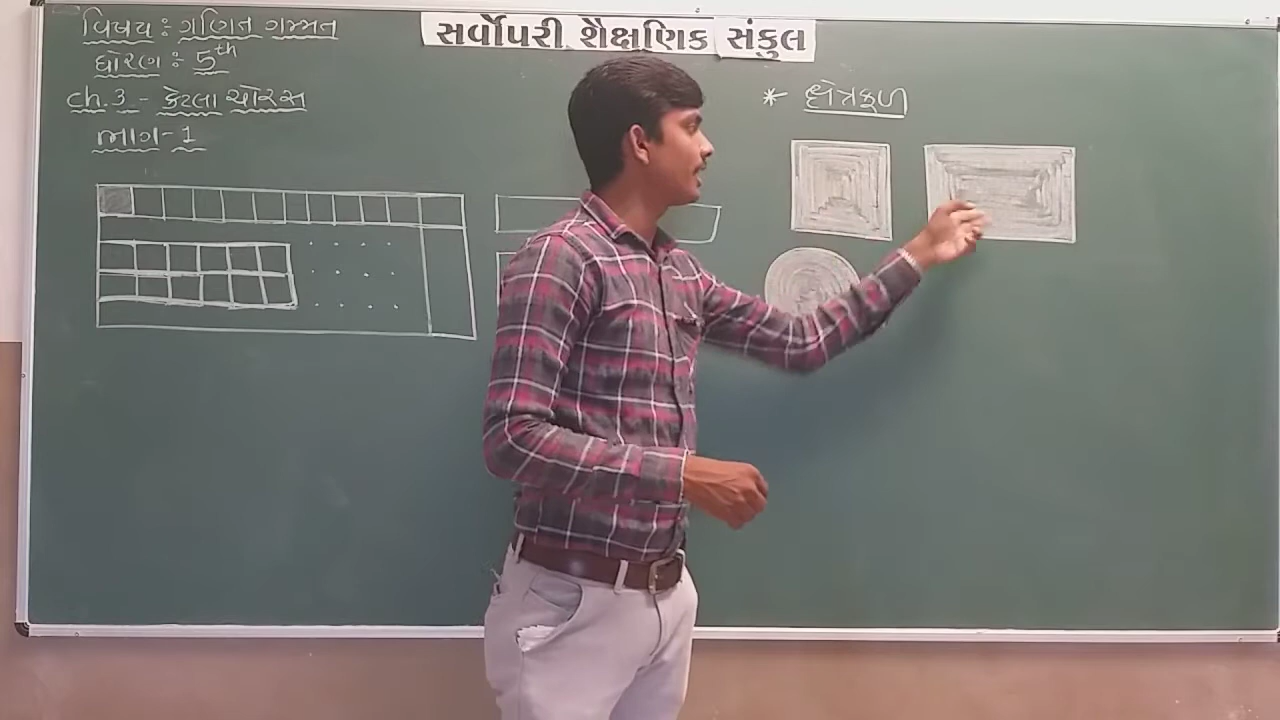 વિષય : ગણિત ગમ્મત
ધોરણ : 5th
ch. 3 - કેટલા ચોરસ
ભાગ - 1
સર્વોપરી શૈક્ષણિક સંકુલ
* ક્ષેત્રફળ